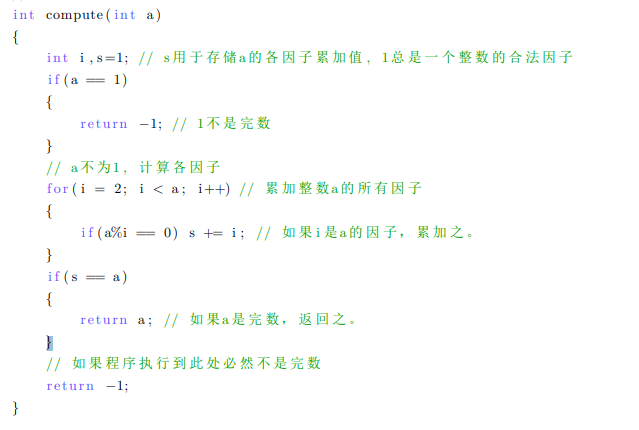 int compute(int a)
{
int i,s=1; // s用于存储a的各因子累加值, 1总是一个整数的合法因子
if(a == 1)
{
return -1; // 1不是完数
}
// a不为1, 计算各因子
for(i = 2; i < a; i++) // 累加整数a的所有因子
{
if(a%i == 0) s += i; // 如果i是a的因子，累加之。
}
if(s == a)
{
return a; // 如果a是完数，返回之。
}
// 如果程序执行到此处必然不是完数
return -1;
}